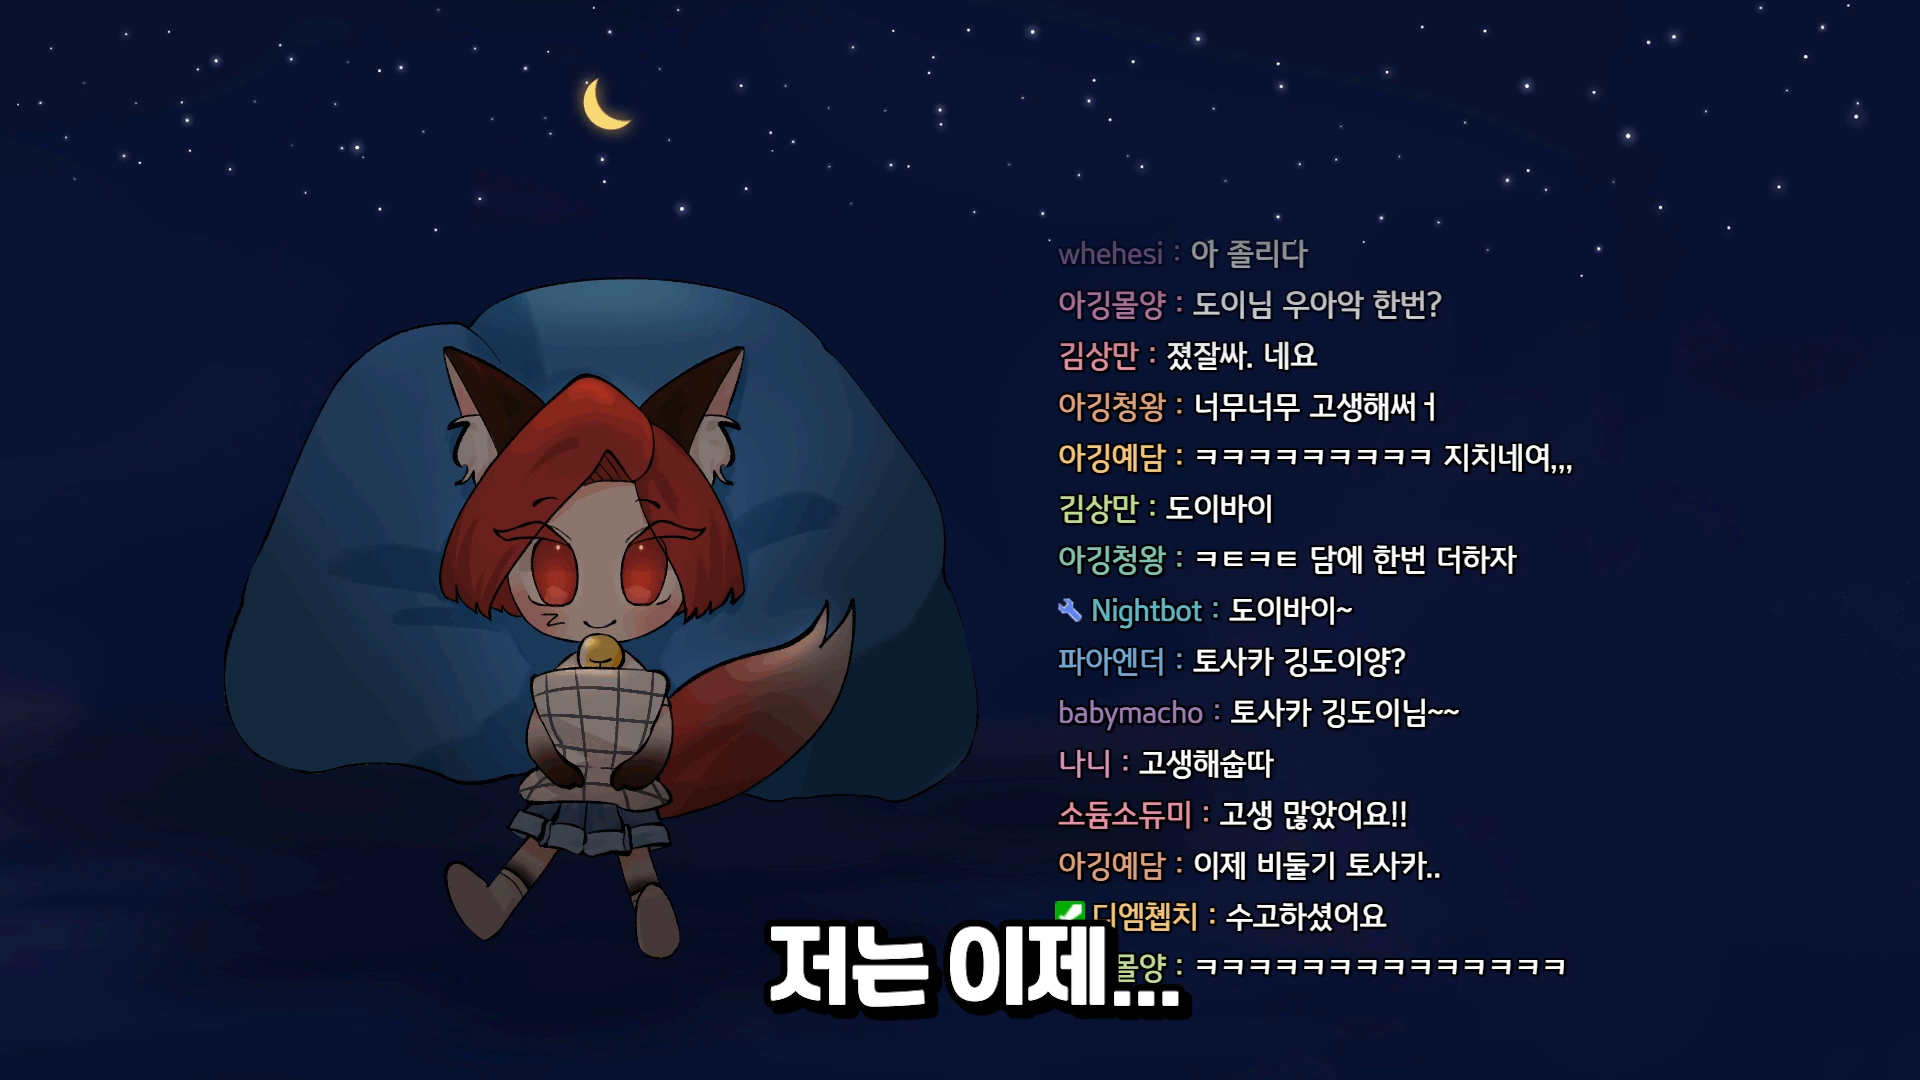 whehesi : 아 졸리다
아깅몰양 : 도이님 우아악 한번?
김상만 : 졌잘싸. 네요
아깅청왕 : 너무너무 고생해써ㅕ
아깅예담 : ㅋㅋㅋㅋㅋㅋㅋㅋㅋ 지치네여,,,
김상만 : 도이바이
아깅청왕 : ㅋㅌㅋㅌ 담에 한번 더하자
Nightbot : 도이바이~
파아엔더 : 토사카 깅도이양?
babymacho : 토사카 깅도이님~~
나니 : 고생해숩따
소듐소듀미 : 고생 많았어요!!
아깅예담 : 이제 비둘기 토사카..
디엠쳽치 : 수고하셨어요
몰양 : ㅋㅋㅋㅋㅋㅋㅋㅋㅋㅋㅋㅋㅋㅋ
저는 이제...